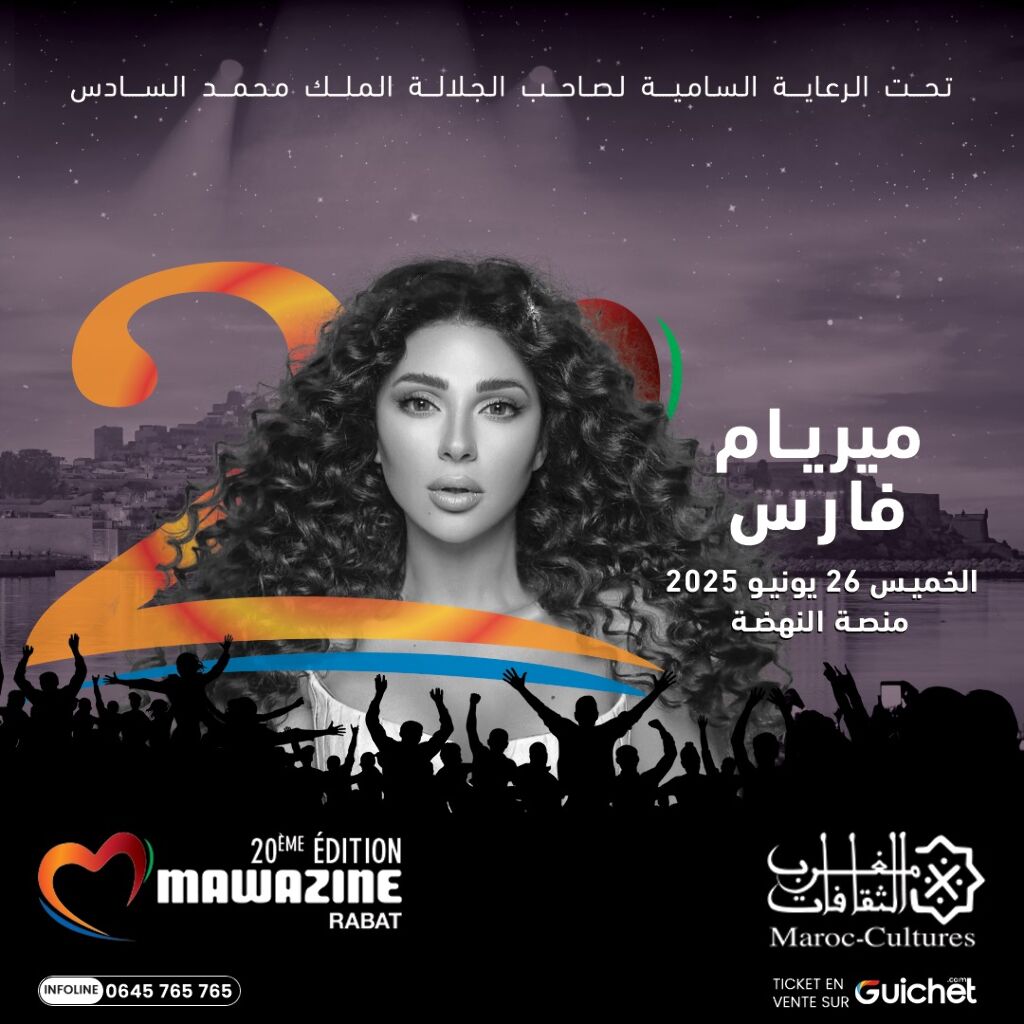 تحت الرعاية السامية لصاحب الجلالة الملك محمد السادس
ميريام
فارس
الخميس 26 يونيو 2025
منصة النهضة
20ÈME ÉDITION
MAWAZINE
RABAT
مغرب
الثقافات
Maroc-Cultures
INFOLINE 0645 765 765
TICKET EN
VENTE SUR
Guichet.com